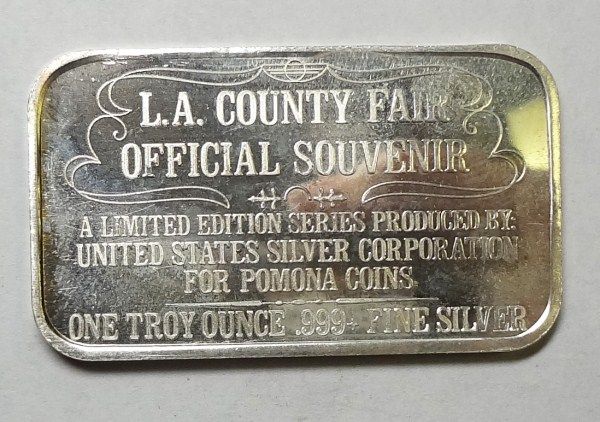 L.A. COUNTY FAIR
OFFICIAL SOUVENIR
A LIMITED EDITION SERIES PRODUCED BY:
UNITED STATES SILVER CORPORATION
FOR POMONA COINS
ONE TROY OUNCE .999+ FINE SILVER